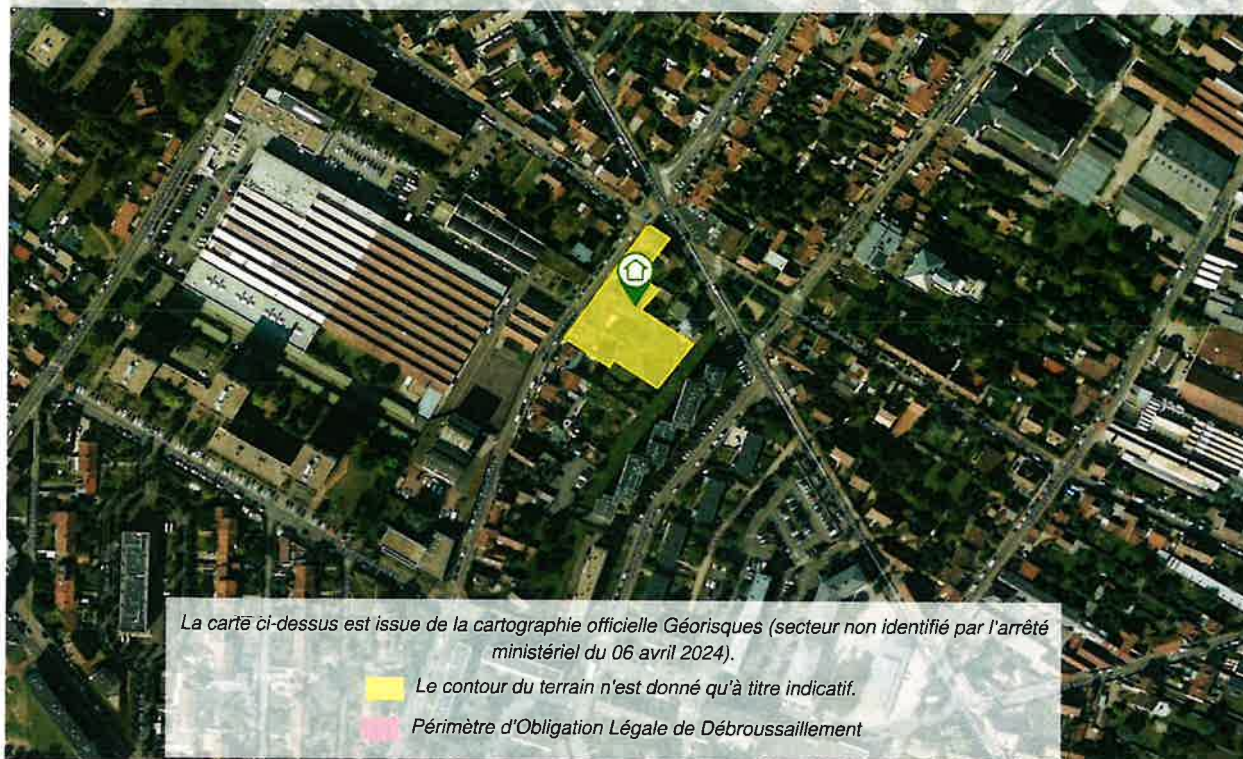 La carte ci-dessus est issue de la cartographie officielle Géorisques (secteur non identifié par l'arrêté
ministériel du 06 avril 2024).
Le contour du terrain n'est donné qu'à titre indicatif.
Périmètre d'Obligation Légale de Débroussaillement